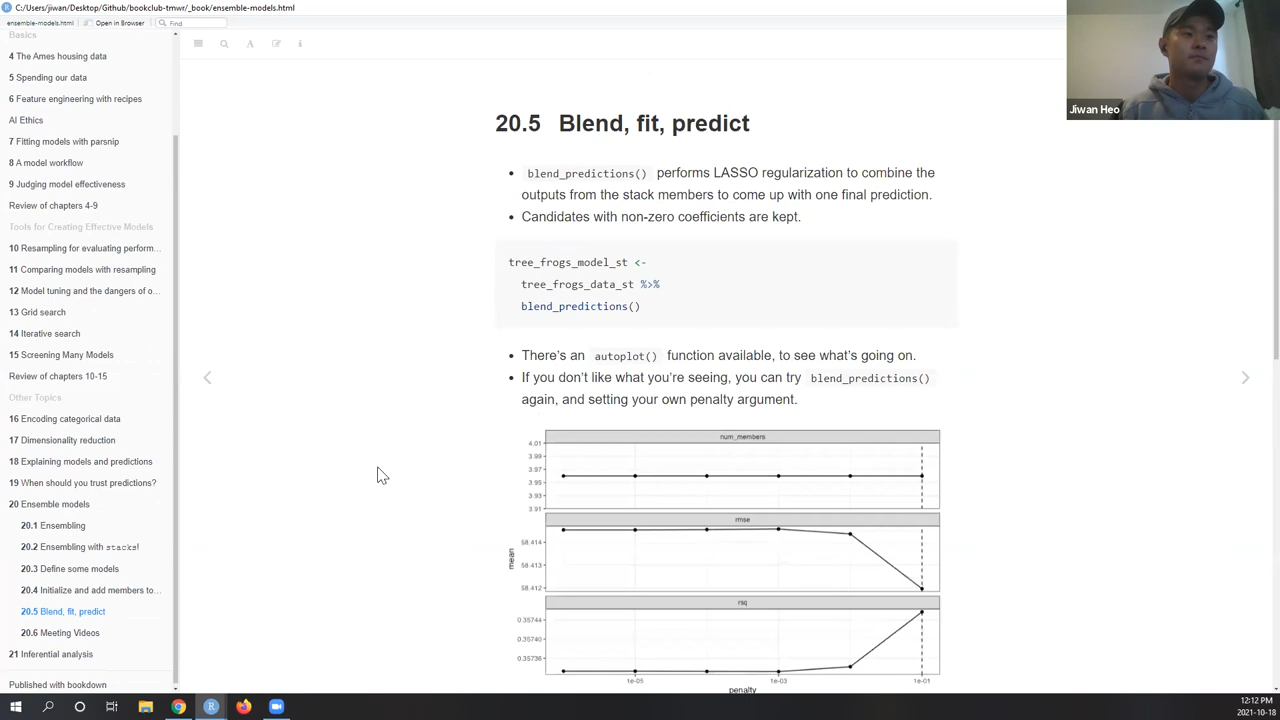 C:/Users/jiwan/Desktop/Github/bookclub-tmwr/_book/ensemble-models.html
ensemble-models.html Open in Browser Find
Basics
4 The Ames housing data
5 Spending our data
6 Feature engineering with recipes
AI Ethics
7 Fitting models with parsnip
8 A model workflow
9 Judging model effectiveness
Review of chapters 4-9
Tools for Creating Effective Models
10 Resampling for evaluating perform...
11 Comparing models with resampling
12 Model tuning and the dangers of o...
13 Grid search
14 Iterative search
15 Screening Many Models
Review of chapters 10-15
Other Topics
16 Encoding categorical data
17 Dimensionality reduction
18 Explaining models and predictions
19 When should you trust predictions?
20 Ensemble models
20.1 Ensembling
20.2 Ensembling with stacks!
20.3 Define some models
20.4 Initialize and add members to...
20.5 Blend, fit, predict
20.6 Meeting Videos
21 Inferential analysis
Published with bookdown
20.5 Blend, fit, predict
• blend_predictions() performs LASSO regularization to combine the
outputs from the stack members to come up with one final prediction.
• Candidates with non-zero coefficients are kept.
tree_frogs_model_st <-
tree_frogs_data_st %>%
blend_predictions()
• There's an autoplot() function available, to see what's going on.
• If you don't like what you're seeing, you can try blend_predictions()
again, and setting your own penalty argument.
num_members
4.01
3.99
3.97
3.95
3.93
3.91
rmse
58.414
58.413
58.412
mean
rsq
0.35744
0.35740
0.35736
1e-05 1e-03 1e-01
penalty
Jiwan Heo
12:12 PM
2021-10-18